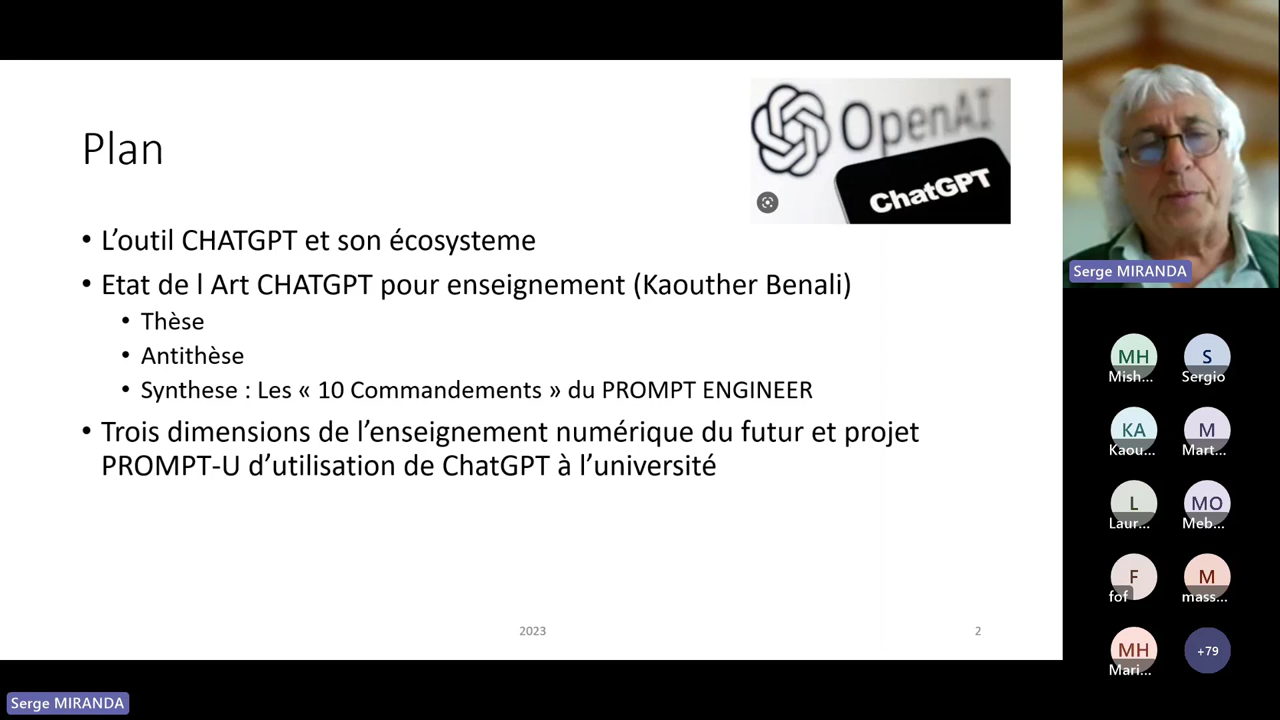 OpenAI
ChatGPT
Plan
• L’outil CHATGPT et son écosysteme
• Etat de l Art CHATGPT pour enseignement (Kaouther Benali)
• Thèse
• Antithèse
• Synthese : Les « 10 Commandements » du PROMPT ENGINEER
• Trois dimensions de l’enseignement numérique du futur et projet
PROMPT-U d’utilisation de ChatGPT à l’université
2023
2
Serge MIRANDA
MH
Mish...
S
Sergio
KA
Kaou...
M
Mart...
L
Laur...
MO
Meb...
F
fof
M
mass...
MH
Mari...
+79
Serge MIRANDA